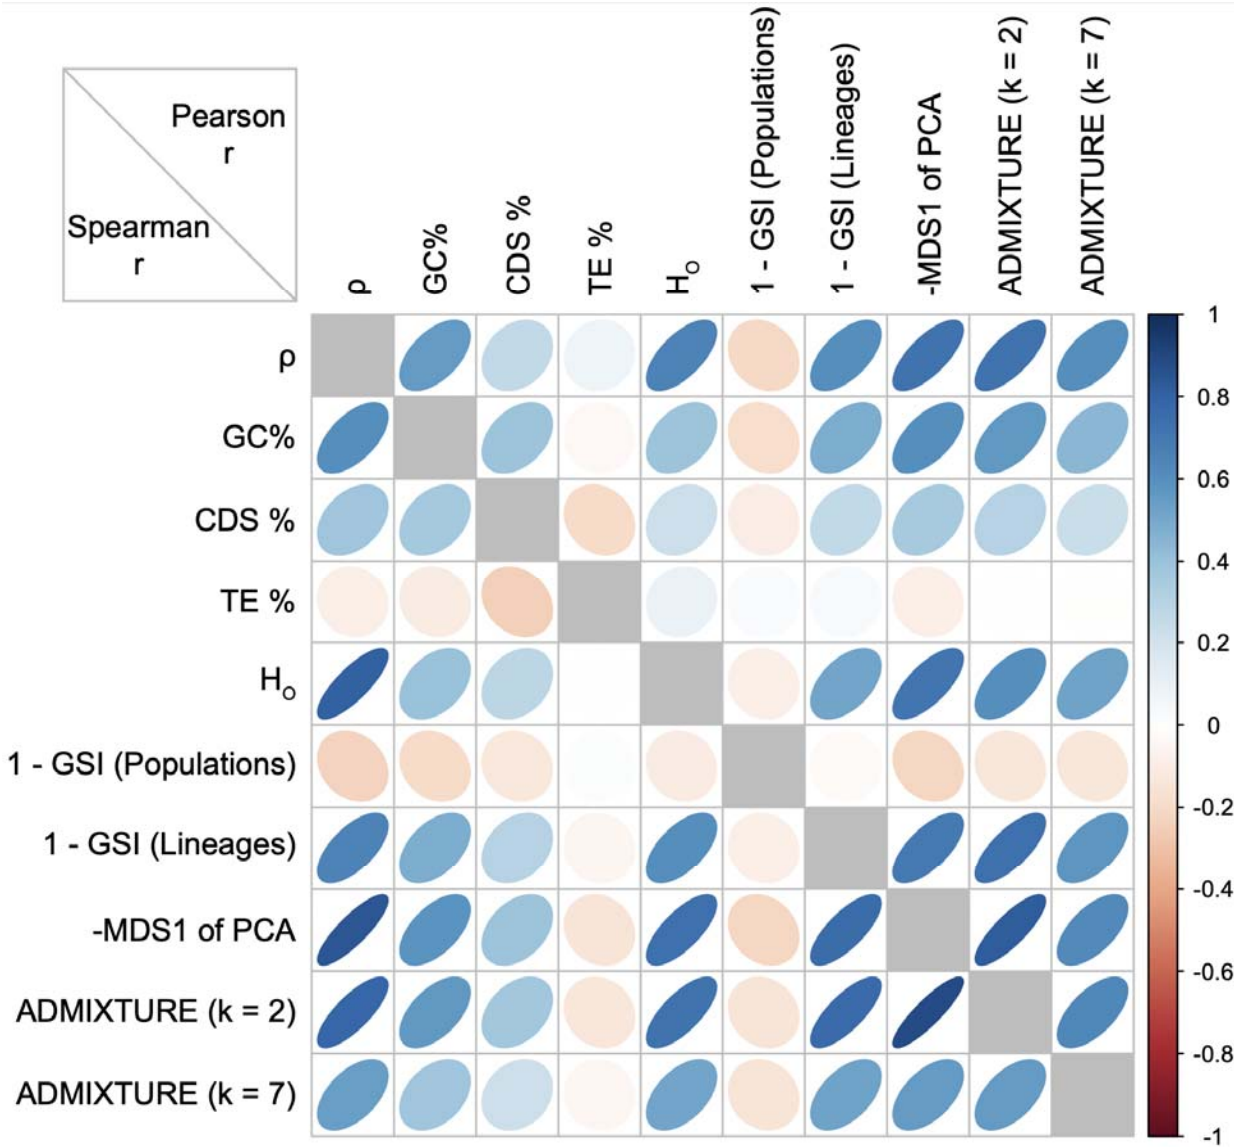 Pearson
r
Spearman
r
ρ
GC%
CDS %
TE %
Ho
1 - GSI (Populations)
1 - GSI (Lineages)
-MDS1 of PCA
ADMIXTURE (k = 2)
ADMIXTURE (k = 7)
ρ
GC%
CDS %
TE %
Ho
1 - GSI (Populations)
1 - GSI (Lineages)
-MDS1 of PCA
ADMIXTURE (k = 2)
ADMIXTURE (k = 7)
1
0.8
0.6
0.4
0.2
0
-0.2
-0.4
-0.6
-0.8
-1